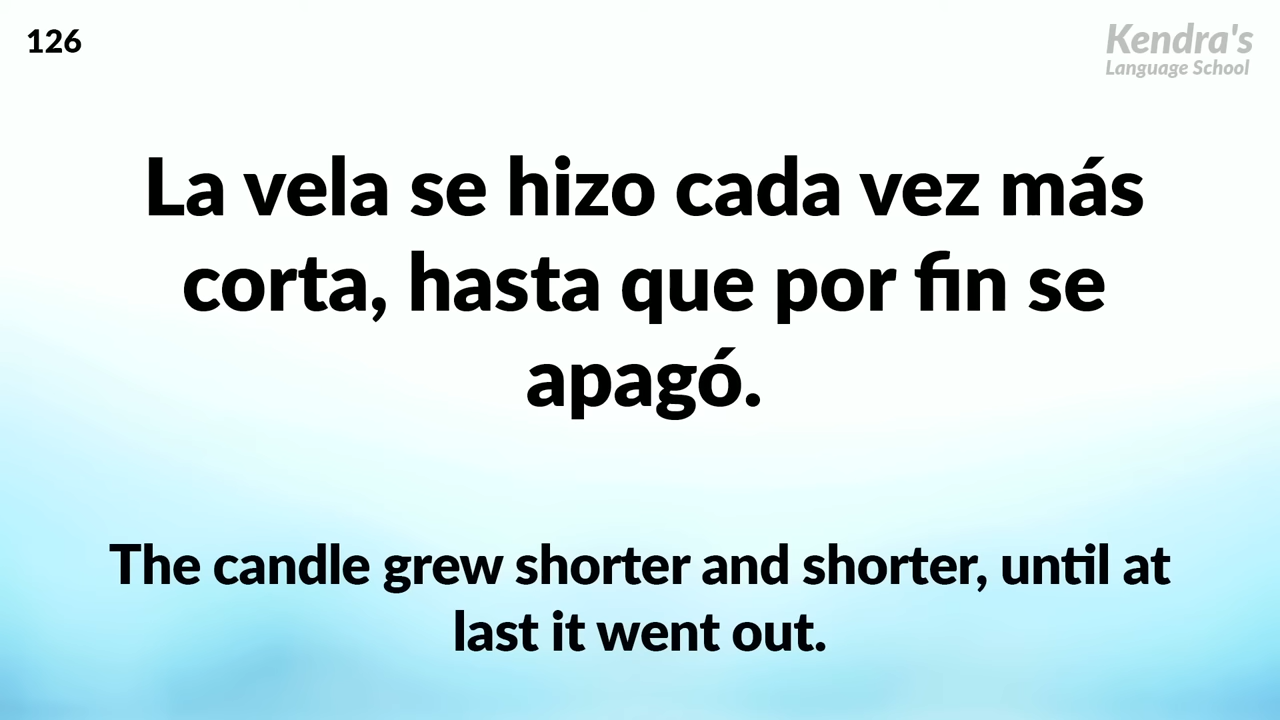 126
Kendra's
Language School
La vela se hizo cada vez más
corta, hasta que por fin se
apagó.
The candle grew shorter and shorter, until at
last it went out.